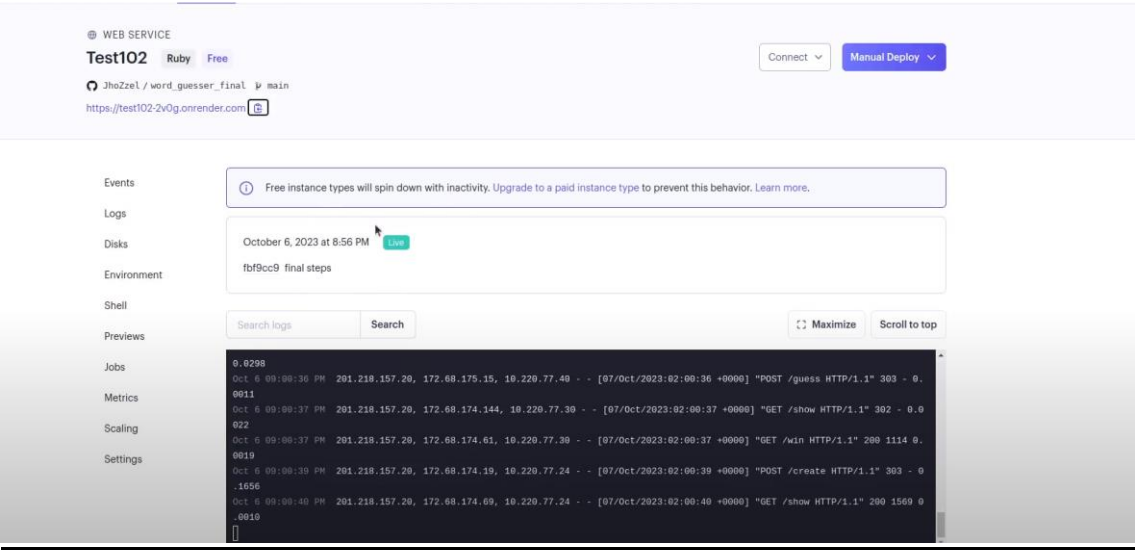 WEB SERVICE
Test102 Ruby Free
Connect Manual Deploy
JhoZzel / word_guesser_final main
https://test102-2v0g.onrender.com
Events
Logs
Disks
Environment
Shell
Previews
Jobs
Metrics
Scaling
Settings
Free instance types will spin down with inactivity. Upgrade to a paid instance type to prevent this behavior. Learn more.
October 6, 2023 at 8:56 PM Live
fbf9cc9 final steps
Search logs Search Maximize Scroll to top
0.0298
Oct 6 09:00:36 PM 201.218.157.20, 172.68.175.15, 10.220.77.40 - - [07/Oct/2023:02:00:36 +0000] "POST /guess HTTP/1.1" 303 - 0.
0011
Oct 6 09:00:37 PM 201.218.157.20, 172.68.174.144, 10.220.77.30 - - [07/Oct/2023:02:00:37 +0000] "GET /show HTTP/1.1" 302 - 0.0
022
Oct 6 09:00:37 PM 201.218.157.20, 172.68.174.61, 10.220.77.30 - - [07/Oct/2023:02:00:37 +0000] "GET /win HTTP/1.1" 200 1114 0.
0019
Oct 6 09:00:39 PM 201.218.157.20, 172.68.174.19, 10.220.77.24 - - [07/Oct/2023:02:00:39 +0000] "POST /create HTTP/1.1" 303 - 0
.1656
Oct 6 09:00:40 PM 201.218.157.20, 172.68.174.69, 10.220.77.24 - - [07/Oct/2023:02:00:40 +0000] "GET /show HTTP/1.1" 200 1569 0
.0010